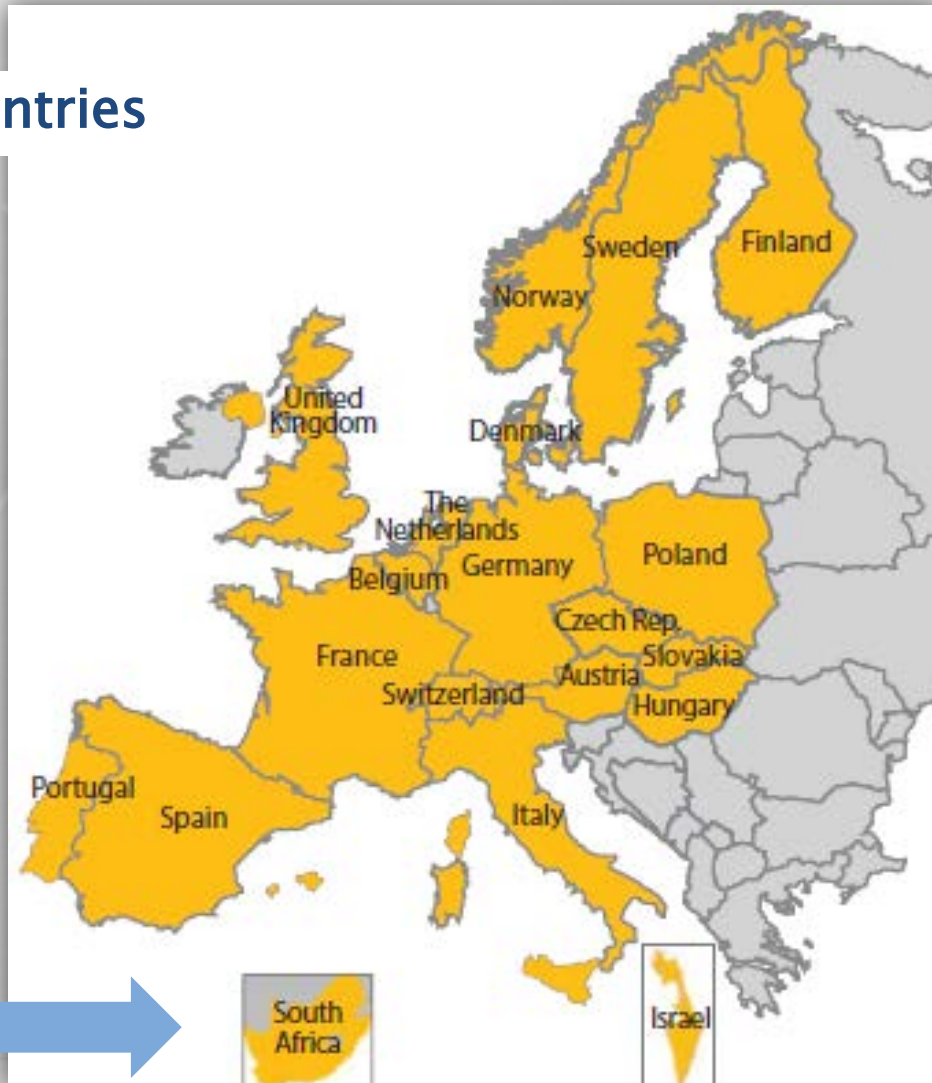 ntries
Sweden
Finland
Norway
United
Kingdom
Denmark
The
Netherlands
Belgium
Germany
Poland
Czech Rep.
France
Slovakia
Austria
Switzerland
Hungary
Portugal
Spain
Italy
South
Africa
Israel